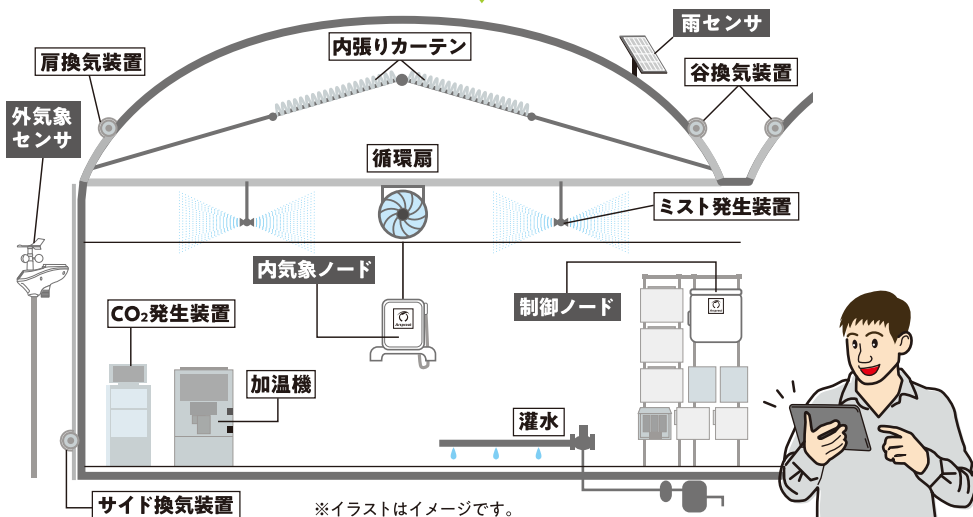 雨センサ
内張りカーテン
肩換気装置
谷換気装置
外気象
センサ
循環扇
ミスト発生装置
内気象ノード
制御ノード
CO₂発生装置
加温機
灌水
サイド換気装置
※イラストはイメージです。